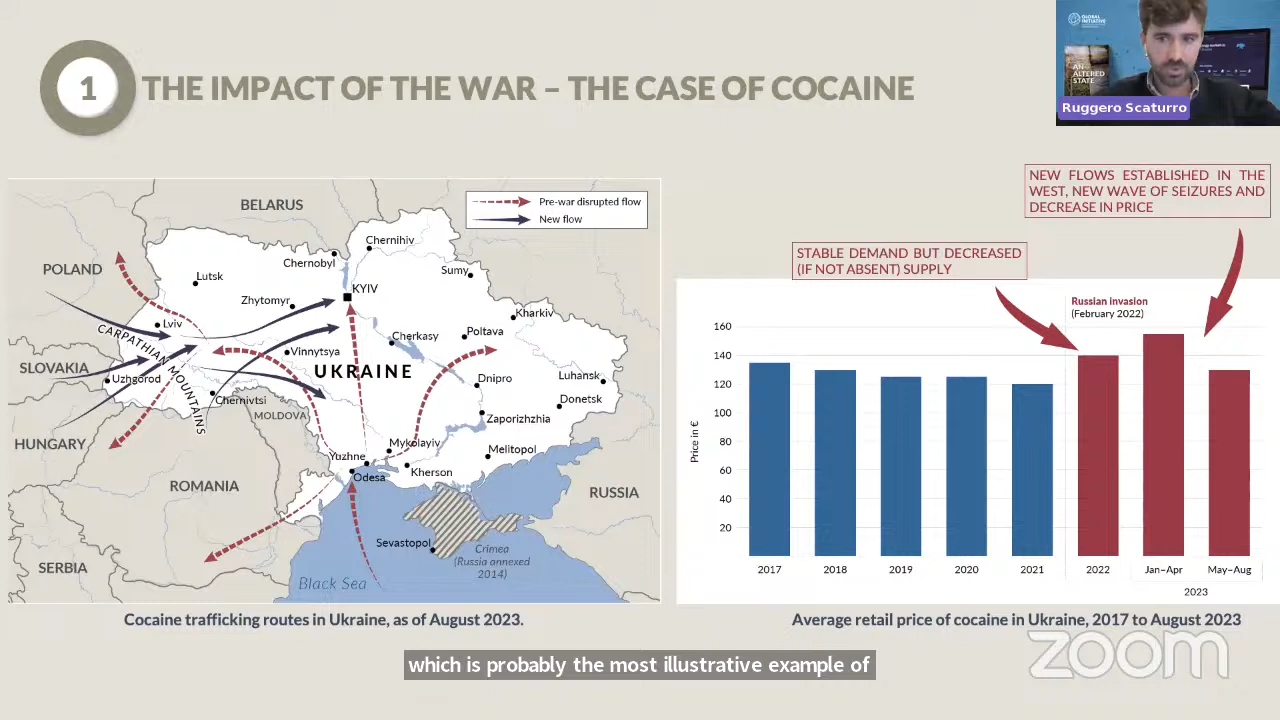 1
THE IMPACT OF THE WAR – THE CASE OF COCAINE
GLOBAL
INITIATIVE
AN
ALTERED
STATE
Ruggero Scaturro
Pre-war disrupted flow
New flow
BELARUS
POLAND
SLOVAKIA
HUNGARY
ROMANIA
SERBIA
MOLDOVA
RUSSIA
UKRAINE
CARPATHIAN MOUNTAINS
Chernihiv
Chernobyl
Sumy
Lutsk
KYIV
Zhytomyr
Kharkiv
Lviv
Cherkasy
Poltava
Vinnytsya
Uzhgorod
Chernivtsi
Dnipro
Luhansk
Donetsk
Zaporizhzhia
Mykolayiv
Melitopol
Yuzhne
Kherson
Odesa
Sevastopol
Crimea
(Russia annexed
2014)
Black Sea
Cocaine trafficking routes in Ukraine, as of August 2023.
NEW FLOWS ESTABLISHED IN THE
WEST, NEW WAVE OF SEIZURES AND
DECREASE IN PRICE
STABLE DEMAND BUT DECREASED
(IF NOT ABSENT) SUPPLY
Russian invasion
(February 2022)
Price in €
160
140
120
100
80
60
40
20
2017 2018 2019 2020 2021 2022 Jan–Apr May–Aug
2023
Average retail price of cocaine in Ukraine, 2017 to August 2023
zoom
which is probably the most illustrative example of